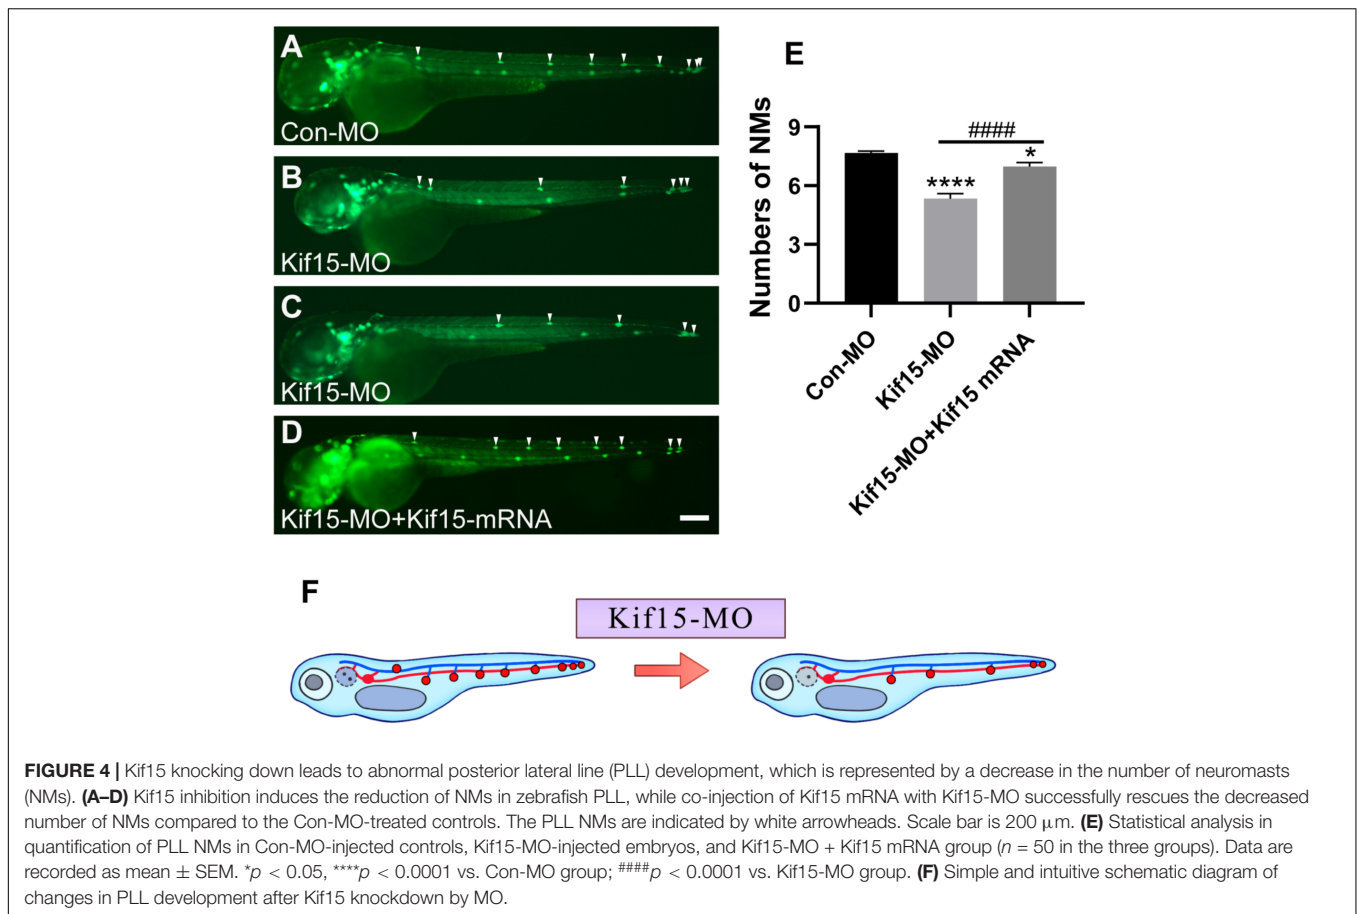 A
Con-MO
B
Kif15-MO
C
Kif15-MO
D
Kif15-MO+Kif15-mRNA
E
Numbers of NMs
9
6
3
0
####
****
*
Con-MO
Kif15-MO
Kif15-MO+Kif15 mRNA
F
Kif15-MO
FIGURE 4 | Kif15 knocking down leads to abnormal posterior lateral line (PLL) development, which is represented by a decrease in the number of neuromasts
(NMs). (A–D) Kif15 inhibition induces the reduction of NMs in zebrafish PLL, while co-injection of Kif15 mRNA with Kif15-MO successfully rescues the decreased
number of NMs compared to the Con-MO-treated controls. The PLL NMs are indicated by white arrowheads. Scale bar is 200 μm. (E) Statistical analysis in
quantification of PLL NMs in Con-MO-injected controls, Kif15-MO-injected embryos, and Kif15-MO + Kif15 mRNA group (n = 50 in the three groups). Data are
recorded as mean ± SEM. *p < 0.05, ****p < 0.0001 vs. Con-MO group; ####p < 0.0001 vs. Kif15-MO group. (F) Simple and intuitive schematic diagram of
changes in PLL development after Kif15 knockdown by MO.